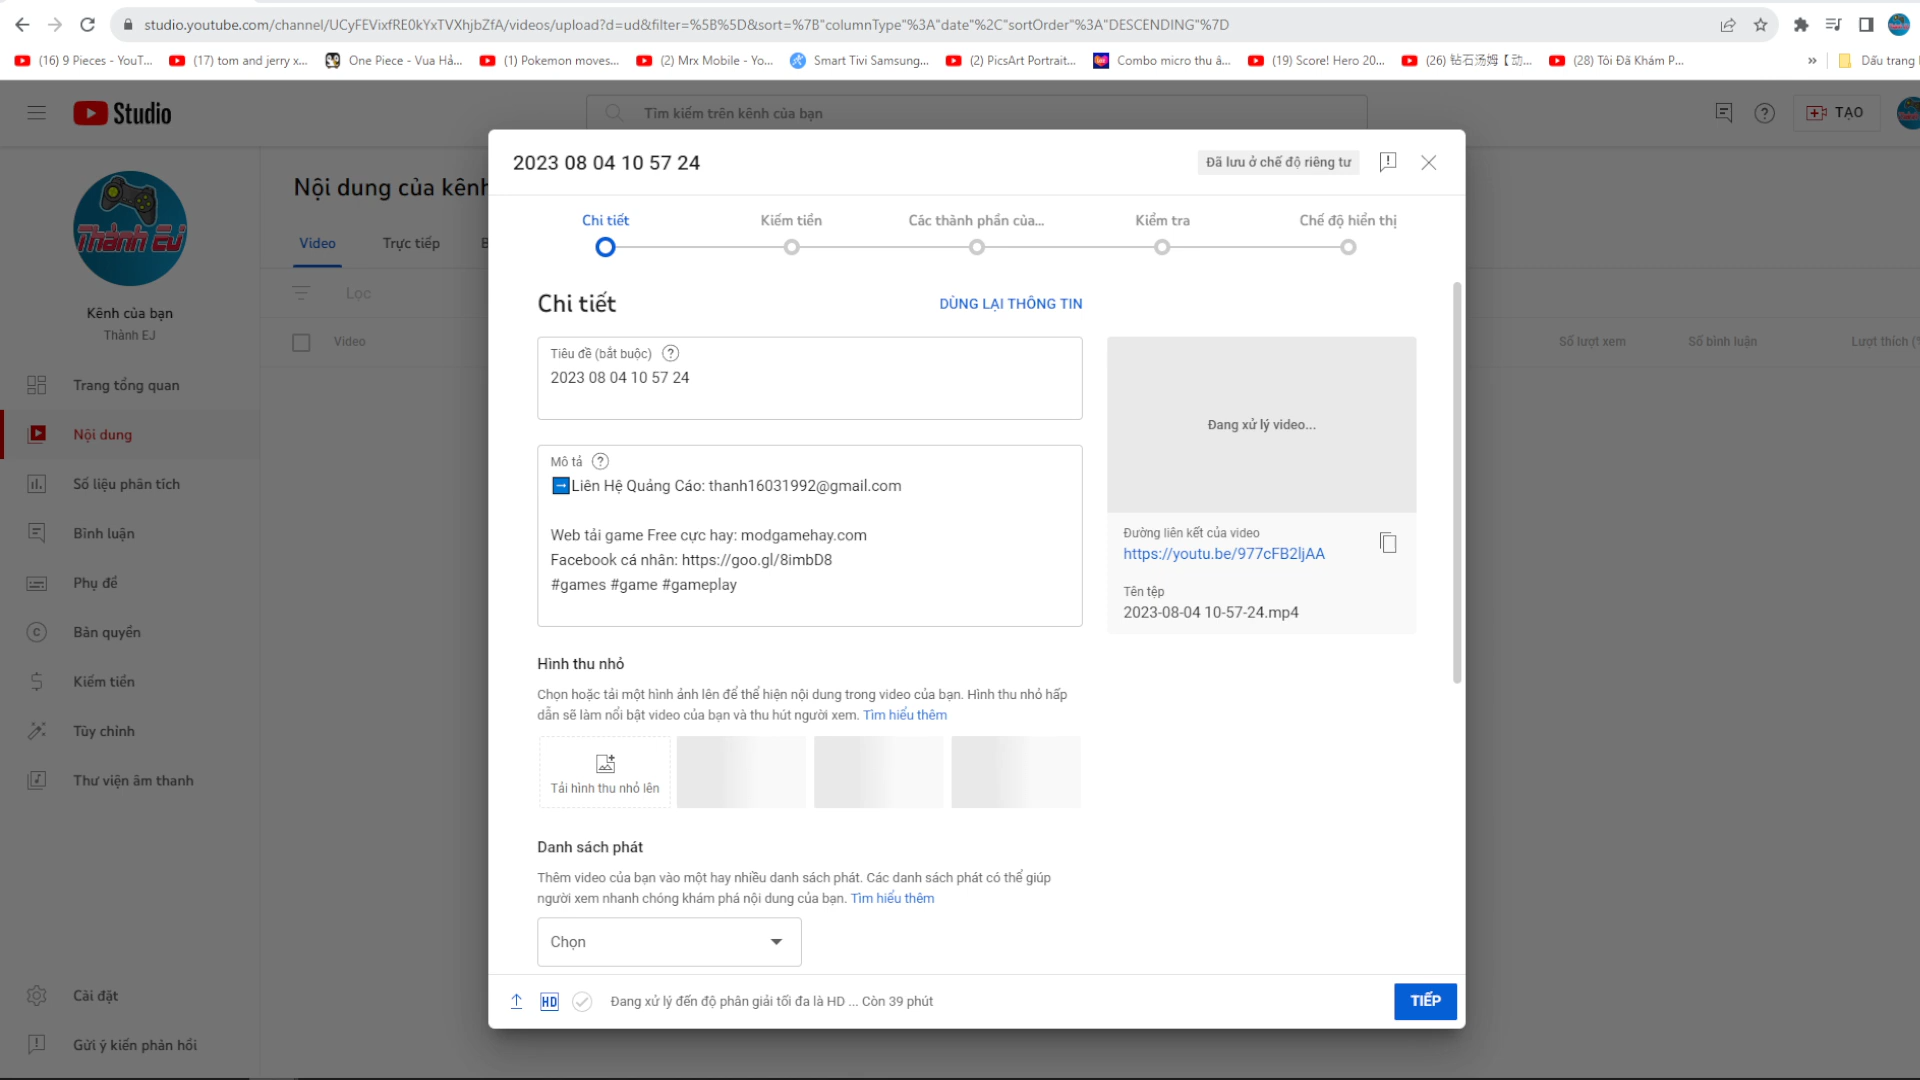 studio.youtube.com/channel/UCyFEVixfRE0kYxTVXhjbZfA/videos/upload?d=ud&filter=%5B%5D&sort=%7B"columnType"%3A"date"%2C"sortOrder"%3A"DESCENDING"%7D
(16) 9 Pieces - YouT...
(17) tom and jerry x...
One Piece - Vua Hả...
(1) Pokemon moves...
(2) Mrx Mobile - Yo...
Smart Tivi Samsung...
(2) PicsArt Portrait...
Combo micro thu â...
(19) Score! Hero 20...
(26) 钻石汤姆【动...
(28) Tôi Đã Khám P...
»
Dấu trang
Studio
Tìm kiếm trên kênh của bạn
TẠO
Thành EJ
Kênh của bạn
Thành EJ
Trang tổng quan
Nội dung
Số liệu phân tích
Bình luận
Phụ đề
Bản quyền
Kiếm tiền
Tùy chỉnh
Thư viện âm thanh
Cài đặt
Gửi ý kiến phản hồi
Nội dung của kênh
Video
Trực tiếp
Lọc
Video
Số lượt xem
Số bình luận
Lượt thích (
2023 08 04 10 57 24
Đã lưu ở chế độ riêng tư
Chi tiết
Kiếm tiền
Các thành phần của...
Kiểm tra
Chế độ hiển thị
Chi tiết
DÙNG LẠI THÔNG TIN
Tiêu đề (bắt buộc)
2023 08 04 10 57 24
Mô tả
➡Liên Hệ Quảng Cáo: thanh16031992@gmail.com
Web tải game Free cực hay: modgamehay.com
Facebook cá nhân: https://goo.gl/8imbD8
#games #game #gameplay
Đang xử lý video...
Đường liên kết của video
https://youtu.be/977cFB2ljAA
Tên tệp
2023-08-04 10-57-24.mp4
Hình thu nhỏ
Chọn hoặc tải một hình ảnh lên để thể hiện nội dung trong video của bạn. Hình thu nhỏ hấp
dẫn sẽ làm nổi bật video của bạn và thu hút người xem. Tìm hiểu thêm
Tải hình thu nhỏ lên
Danh sách phát
Thêm video của bạn vào một hay nhiều danh sách phát. Các danh sách phát có thể giúp
người xem nhanh chóng khám phá nội dung của bạn. Tìm hiểu thêm
Chọn
HD
Đang xử lý đến độ phân giải tối đa là HD ... Còn 39 phút
TIẾP